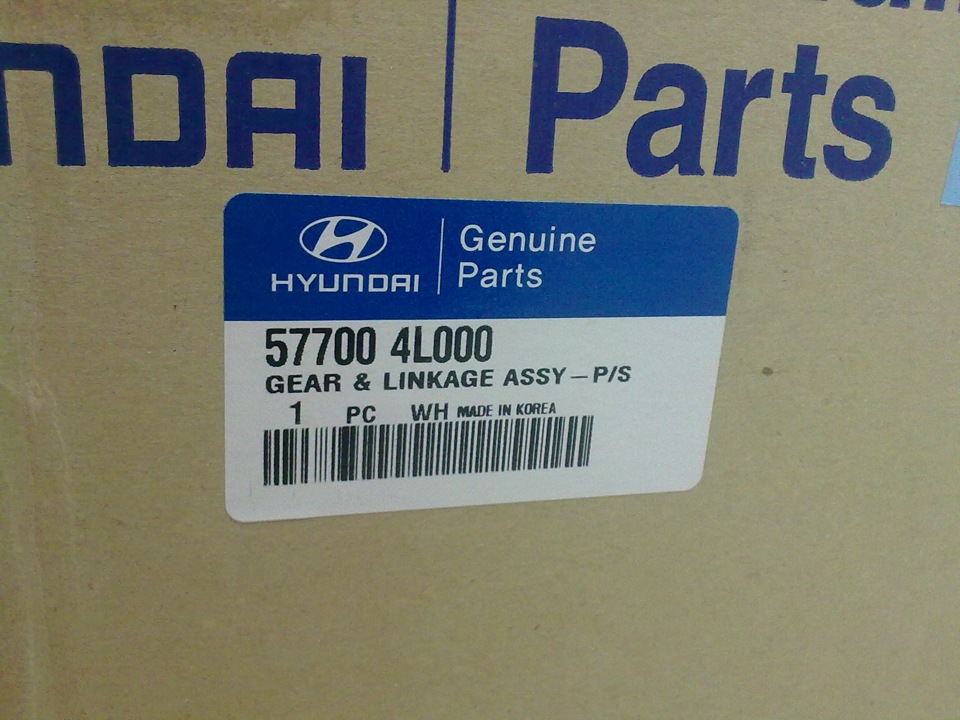 NDAI Parts
HYUNDAI
Genuine
Parts
57700 4L000
GEAR & LINKAGE ASSY – P/S
1 PC WH MADE IN KOREA